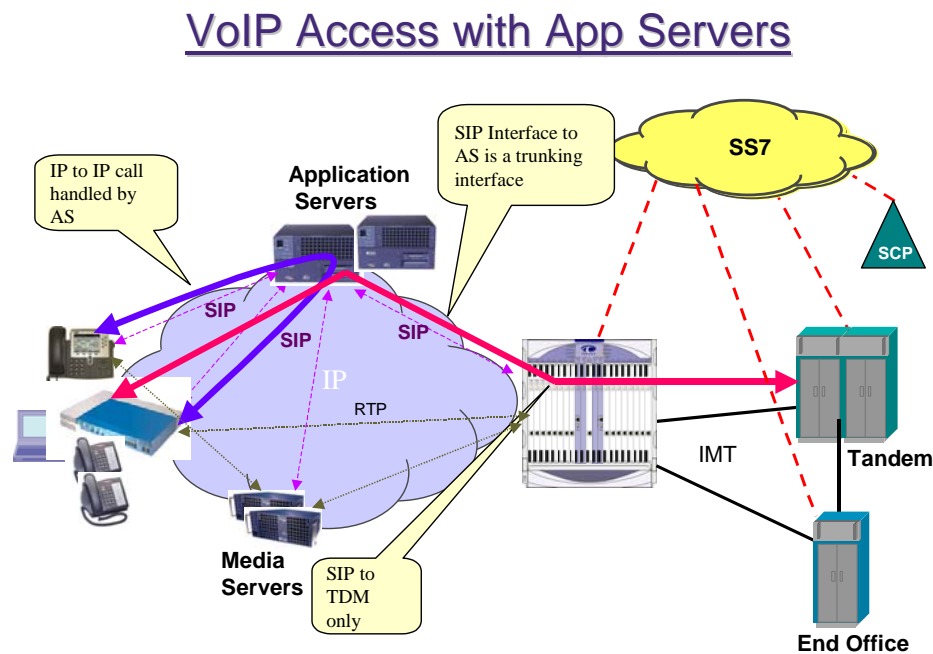 VoIP Access with App Servers
IP to IP call
handled by
AS
Application
Servers
SIP Interface to
AS is a trunking
interface
SS7
SCP
SIP
SIP
SIP
IP
RTP
IMT
Tandem
Media
Servers
SIP to
TDM
only
End Office